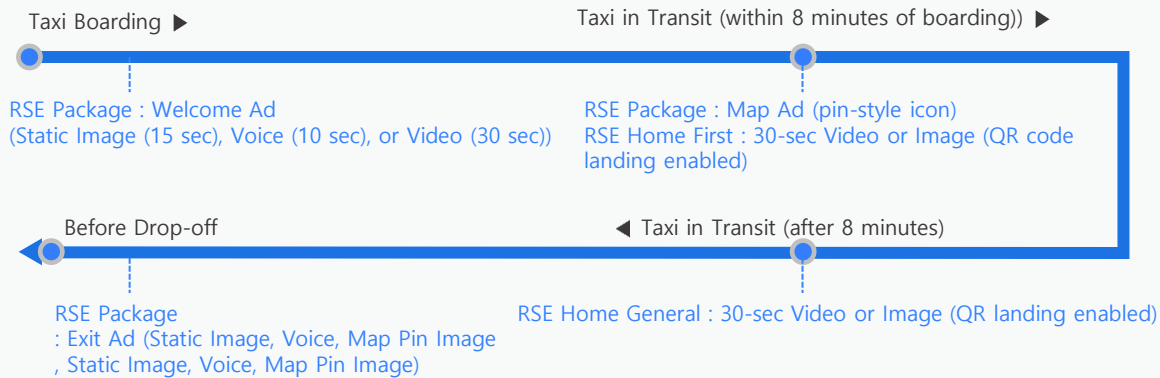 Taxi Boarding ▶
Taxi in Transit (within 8 minutes of boarding)) ▶
RSE Package : Welcome Ad
(Static Image (15 sec), Voice (10 sec), or Video (30 sec))
RSE Package : Map Ad (pin-style icon)
RSE Home First : 30-sec Video or Image (QR code
landing enabled)
Before Drop-off
◀ Taxi in Transit (after 8 minutes)
RSE Package
: Exit Ad (Static Image, Voice, Map Pin Image
, Static Image, Voice, Map Pin Image)
RSE Home General : 30-sec Video or Image (QR landing enabled)